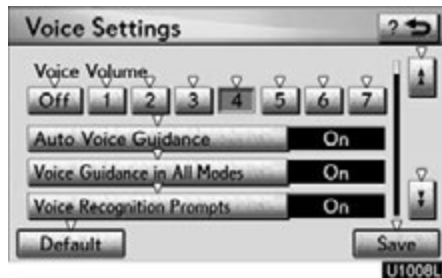 Voice Settings ?
Voice Volume
Off 1 2 3 4 5 6 7
Auto Voice Guidance On
Voice Guidance in All Modes On
Voice Recognition Prompts On
Default Save
U1008L